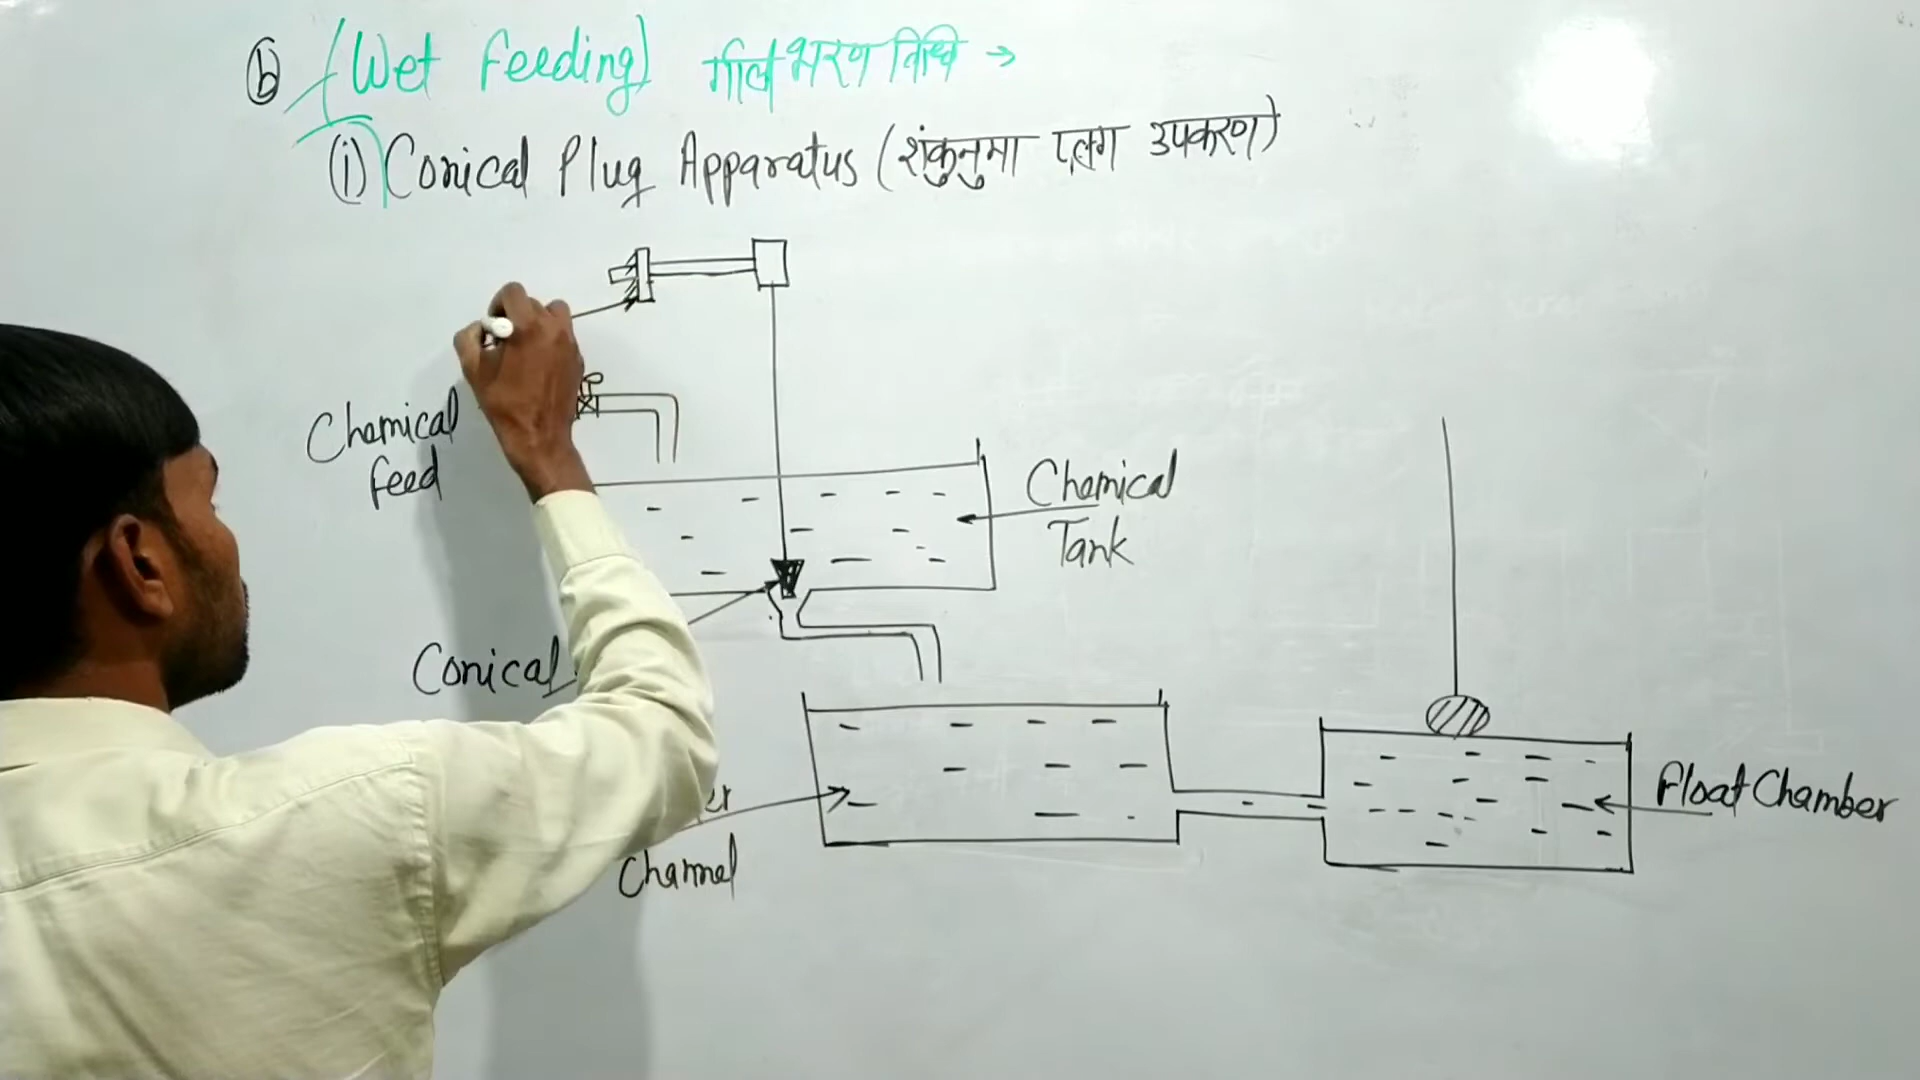 b (Wet Feeding) गीली भरण विधि →
(i) Conical Plug Apparatus (शंकुनुमा प्लग उपकरण)
Chemical
feed
Chemical
Tank
Conical
Float Chamber
Channel